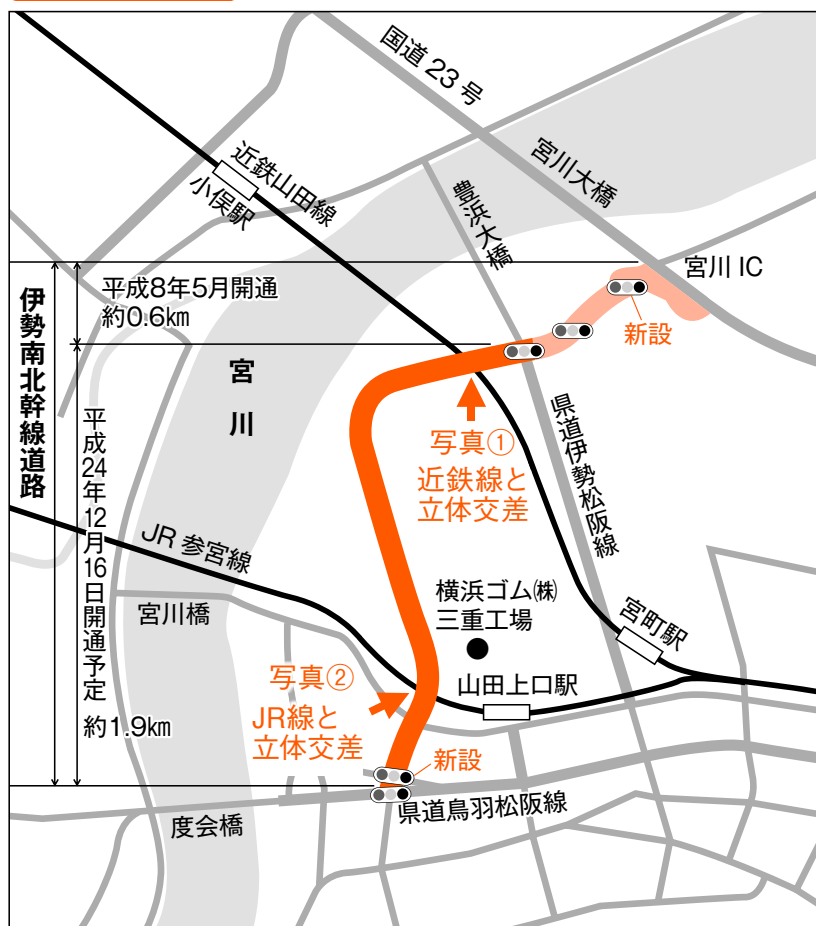 国道23号
近鉄山田線
小俣駅
宮川大橋
豊浜大橋
宮川IC
平成8年5月開通
約0.6km
新設
伊勢南北幹線道路
宮川
写真①
近鉄線と
立体交差
県道伊勢松阪線
平成24年12月16日開通予定
約1.9km
JR参宮線
宮川橋
横浜ゴム㈱
三重工場
宮町駅
写真②
JR線と
立体交差
山田上口駅
新設
県道鳥羽松阪線
度会橋